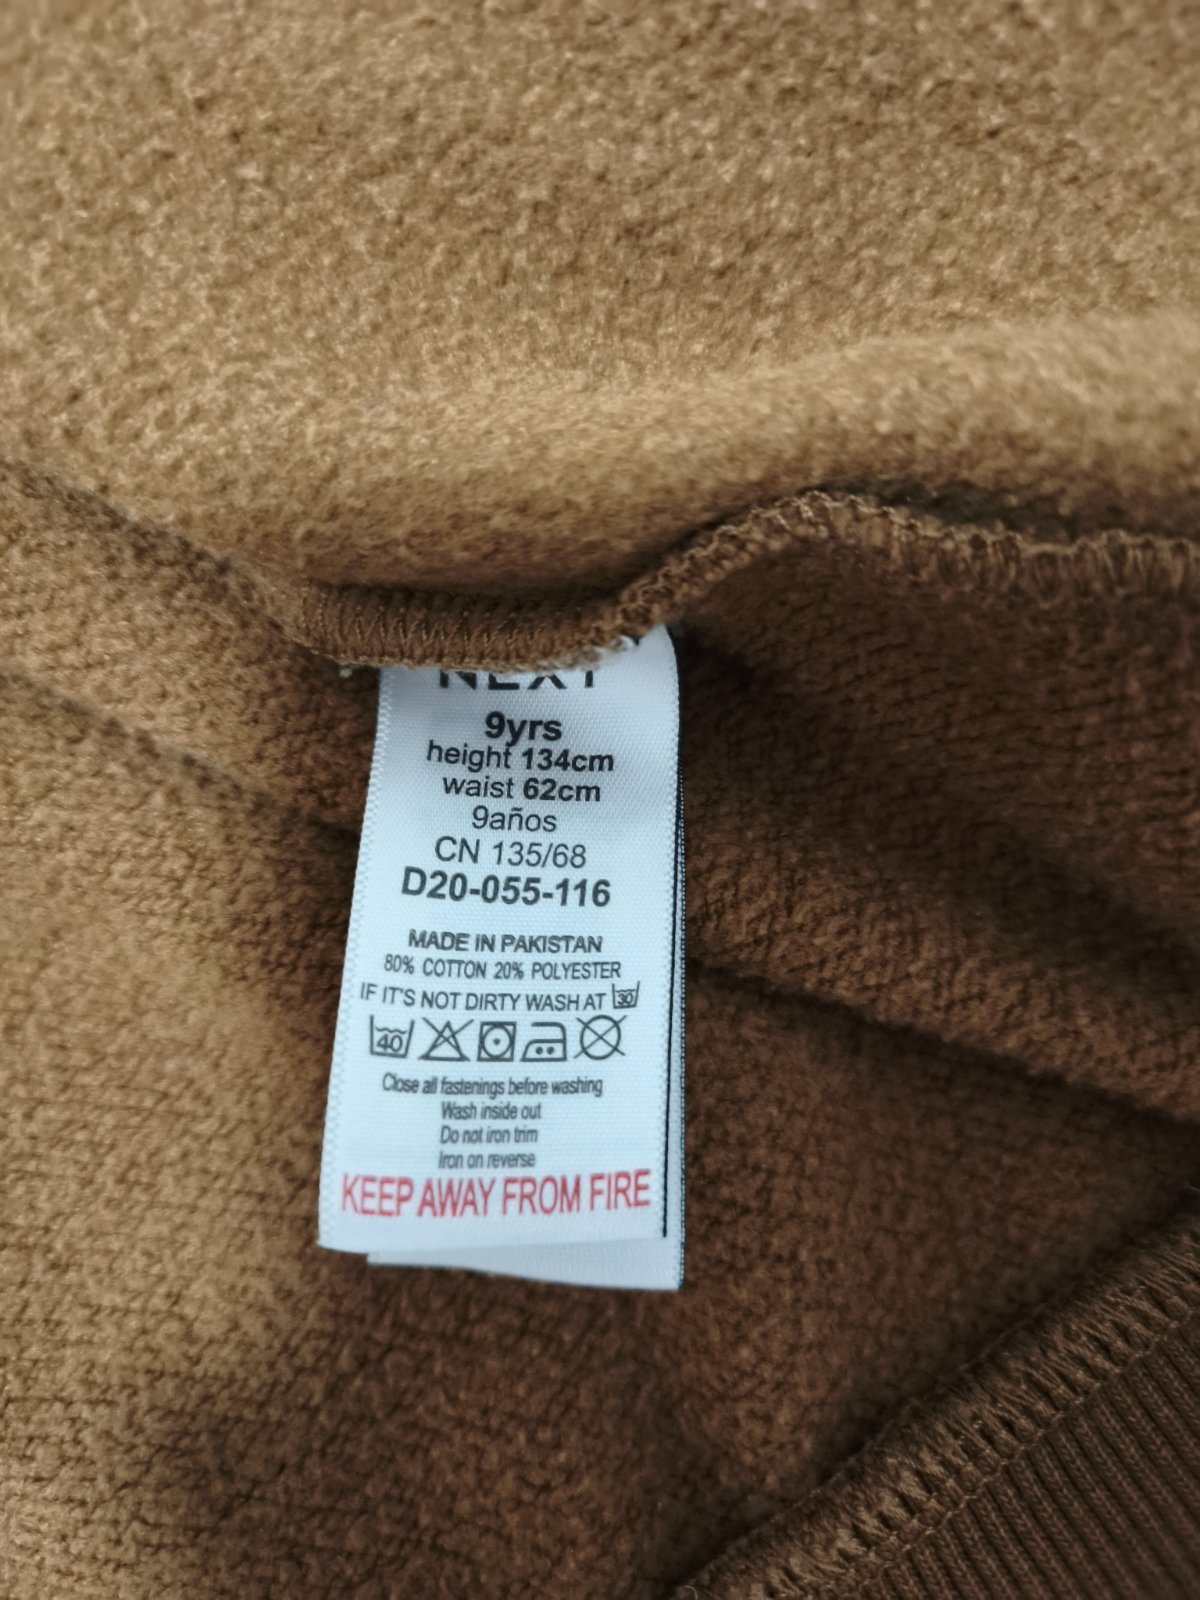 NEXT
9yrs
height 134cm
waist 62cm
9años
CN 135/68
D20-055-116
MADE IN PAKISTAN
80% COTTON 20% POLYESTER
IF IT'S NOT DIRTY WASH AT 30
40
Close all fastenings before washing
Wash inside out
Do not iron trim
Iron on reverse
KEEP AWAY FROM FIRE